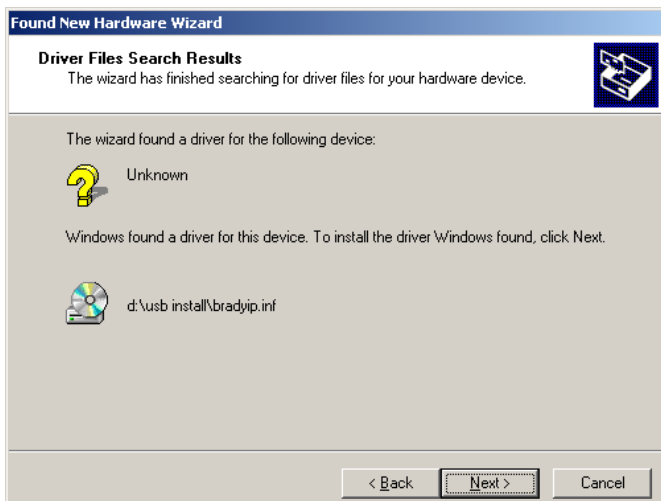 Found New Hardware Wizard
Driver Files Search Results
The wizard has finished searching for driver files for your hardware device.
The wizard found a driver for the following device:
Unknown
Windows found a driver for this device. To install the driver Windows found, click Next.
d:\usb install\bradyip.inf
< Back Next > Cancel